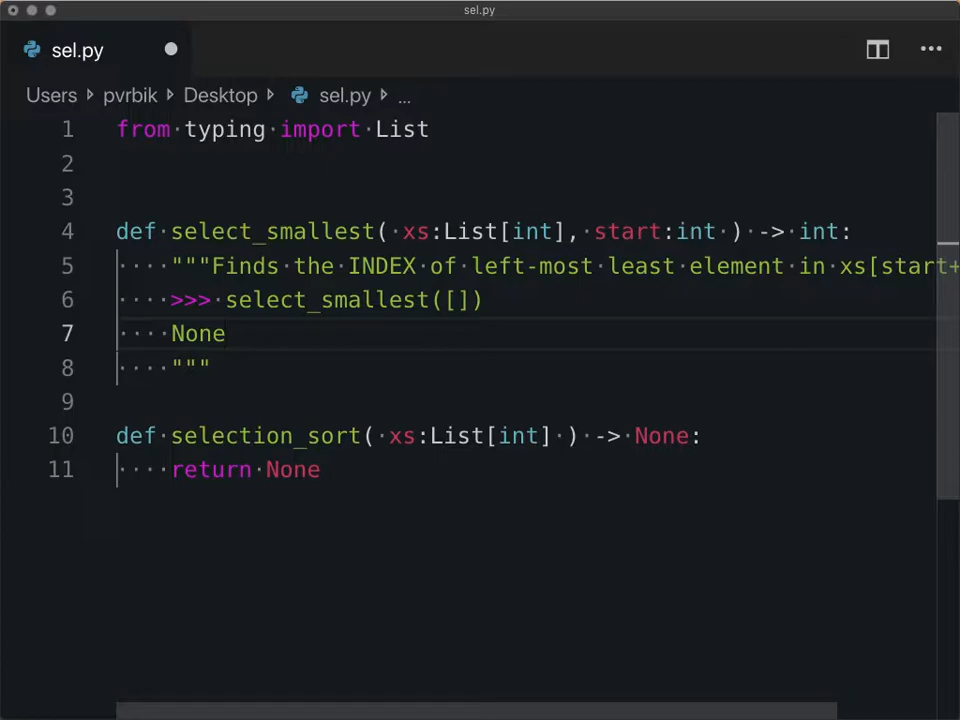 sel.py
sel.py
Users pvrbik Desktop sel.py ...
1 from typing import List
2
3
4 def select_smallest( xs:List[int], start:int ) -> int:
5 """Finds the INDEX of left-most least element in xs[start+
6 >>> select_smallest([])
7 None
8 """
9
10 def selection_sort( xs:List[int] ) -> None:
11 return None